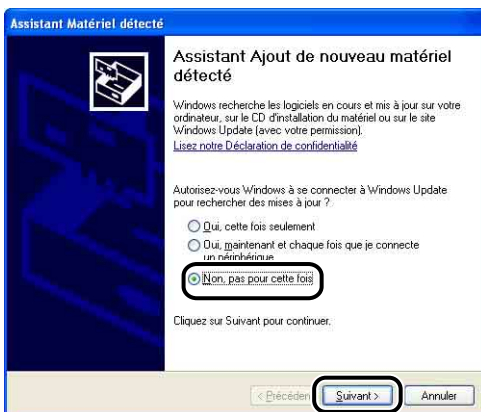 Assistant Matériel détecté
Assistant Ajout de nouveau matériel
détecté
Windows recherche les logiciels en cours et mis à jour sur votre
ordinateur, sur le CD d'installation du matériel ou sur le site
Windows Update (avec votre permission).
Lisez notre Déclaration de confidentialité
Autorisez-vous Windows à se connecter à Windows Update
pour rechercher des mises à jour ?
Oui, cette fois seulement
Oui, maintenant et chaque fois que je connecte
un périphérique
Non, pas pour cette fois
Cliquez sur Suivant pour continuer.
< Précéden
Suivant >
Annuler